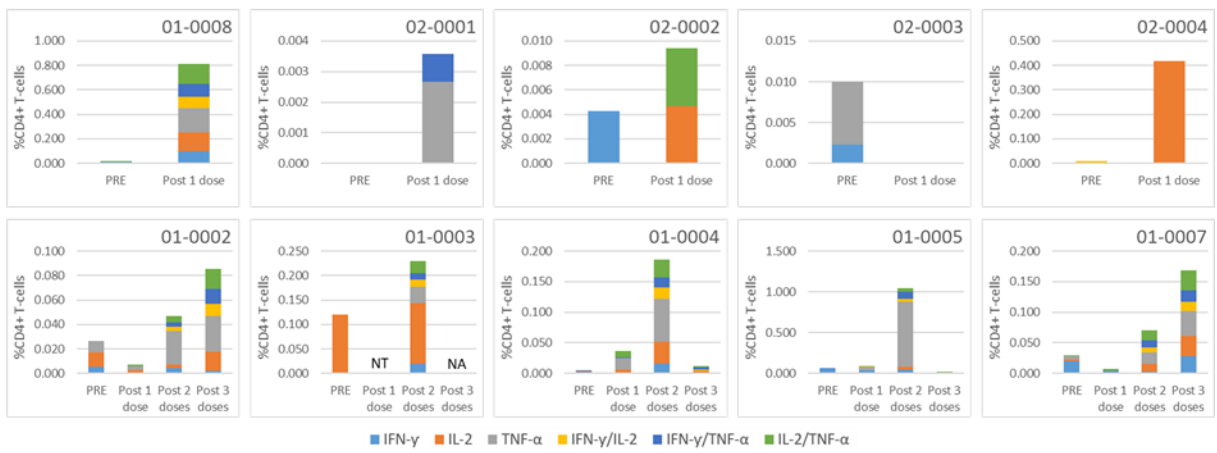 01-0008
%CD4+ T-cells
1.000
0.800
0.600
0.400
0.200
0.000
PRE
Post 1 dose
02-0001
%CD4+ T-cells
0.004
0.003
0.002
0.001
0.000
PRE
Post 1 dose
02-0002
%CD4+ T-cells
0.010
0.008
0.006
0.004
0.002
0.000
PRE
Post 1 dose
02-0003
%CD4+ T-cells
0.015
0.010
0.005
0.000
PRE
Post 1 dose
02-0004
%CD4+ T-cells
0.500
0.400
0.300
0.200
0.100
0.000
PRE
Post 1 dose
01-0002
%CD4+ T-cells
0.100
0.080
0.060
0.040
0.020
0.000
PRE
Post 1
dose
Post 2
doses
Post 3
doses
01-0003
%CD4+ T-cells
0.250
0.200
0.150
0.100
0.050
0.000
NT
NA
PRE
Post 1
dose
Post 2
doses
Post 3
doses
01-0004
%CD4+ T-cells
0.200
0.150
0.100
0.050
0.000
PRE
Post 1
dose
Post 2
doses
Post 3
doses
01-0005
%CD4+ T-cells
1.500
1.000
0.500
0.000
PRE
Post 1
dose
Post 2
doses
Post 3
doses
01-0007
%CD4+ T-cells
0.200
0.150
0.100
0.050
0.000
PRE
Post 1
dose
Post 2
doses
Post 3
doses
IFN-γ IL-2 TNF-α IFN-γ/IL-2 IFN-γ/TNF-α IL-2/TNF-α